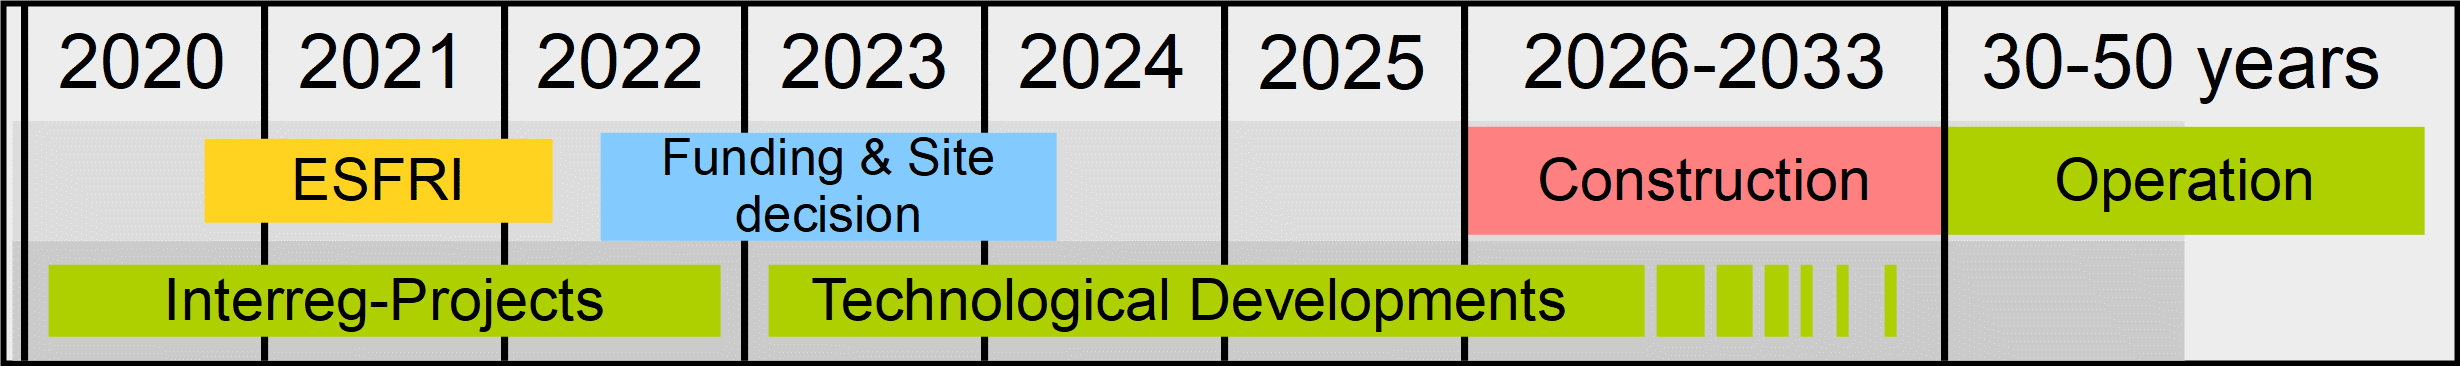 2020 2021 2022 2023 2024 2025 2026-2033 30-50 years
ESFRI
Funding & Site
decision
Construction
Operation
Interreg-Projects
Technological Developments